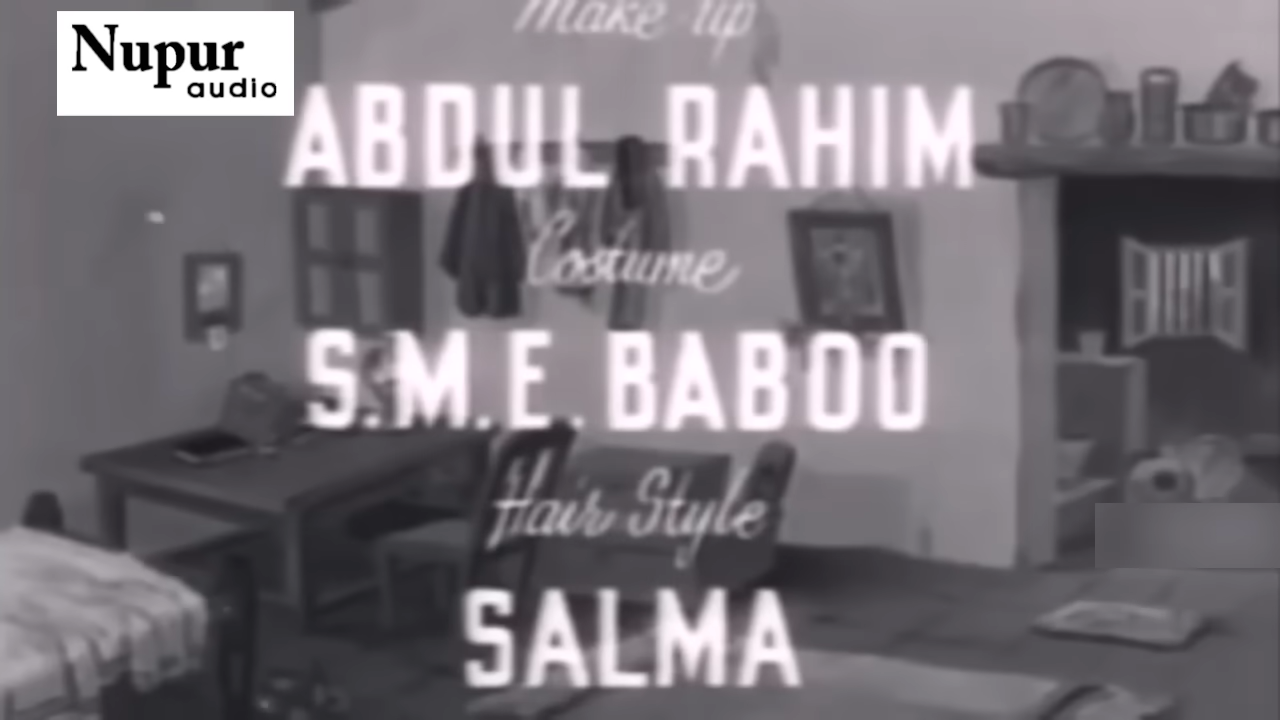 Nupur
audio
Make-up
ABDUL RAHIM
Costume
S.M.E. BABOO
Hair Style
SALMA